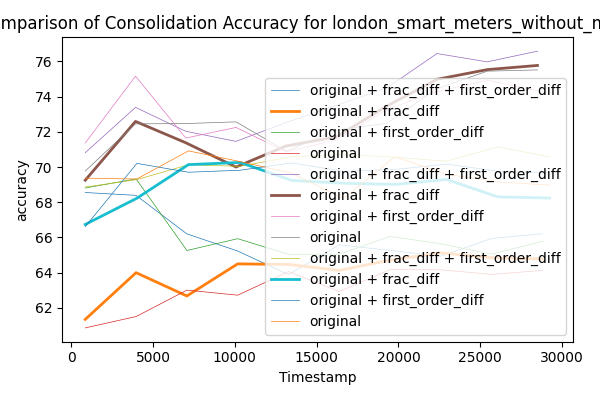 mparison of Consolidation Accuracy for london_smart_meters_without_n
accuracy
76
74
72
70
68
66
64
62
original + frac_diff + first_order_diff
original + frac_diff
original + first_order_diff
original
original + frac_diff + first_order_diff
original + frac_diff
original + first_order_diff
original
original + frac_diff + first_order_diff
original + frac_diff
original + first_order_diff
original
0 5000 10000 15000 20000 25000 30000
Timestamp